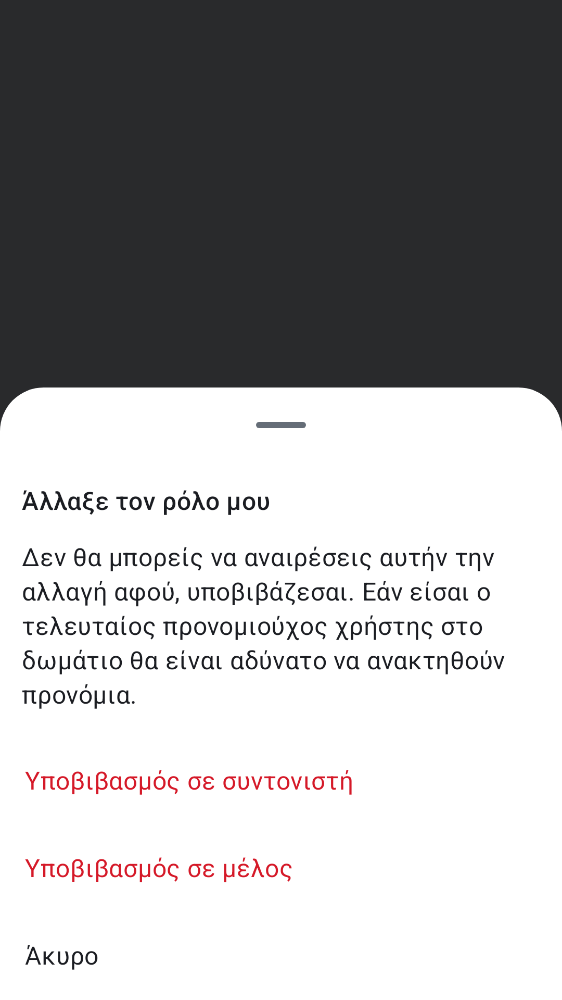 Άλλαξε τον ρόλο μου
Δεν θα μπορείς να αναιρέσεις αυτήν την
αλλαγή αφού, υποβιβάζεσαι. Εάν είσαι ο
τελευταίος προνομιούχος χρήστης στο
δωμάτιο θα είναι αδύνατο να ανακτηθούν
προνόμια.
Υποβιβασμός σε συντονιστή
Υποβιβασμός σε μέλος
Άκυρο